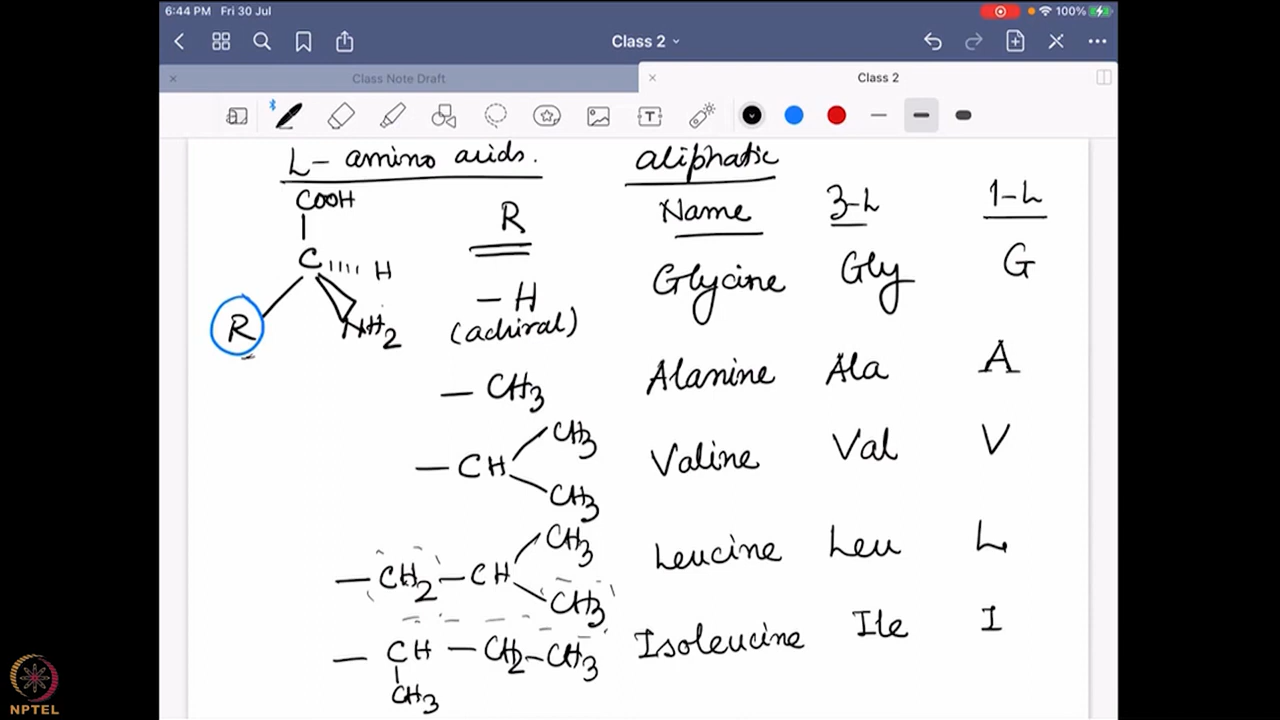 6:44 PM Fri 30 Jul 100%
Class 2
Class Note Draft
Class 2
T
L- amino acids. aliphatic
COOH R Name 3-L 1-L
C H
R NH2
-H Glycine Gly G
(achiral)
- CH3 Alanine Ala A
CH3
- CH Valine Val V
CH3
CH3
- CH2 - CH Leucine Leu L
CH3
- CH - CH2 - CH3 Isoleucine Ile I
CH3
NPTEL